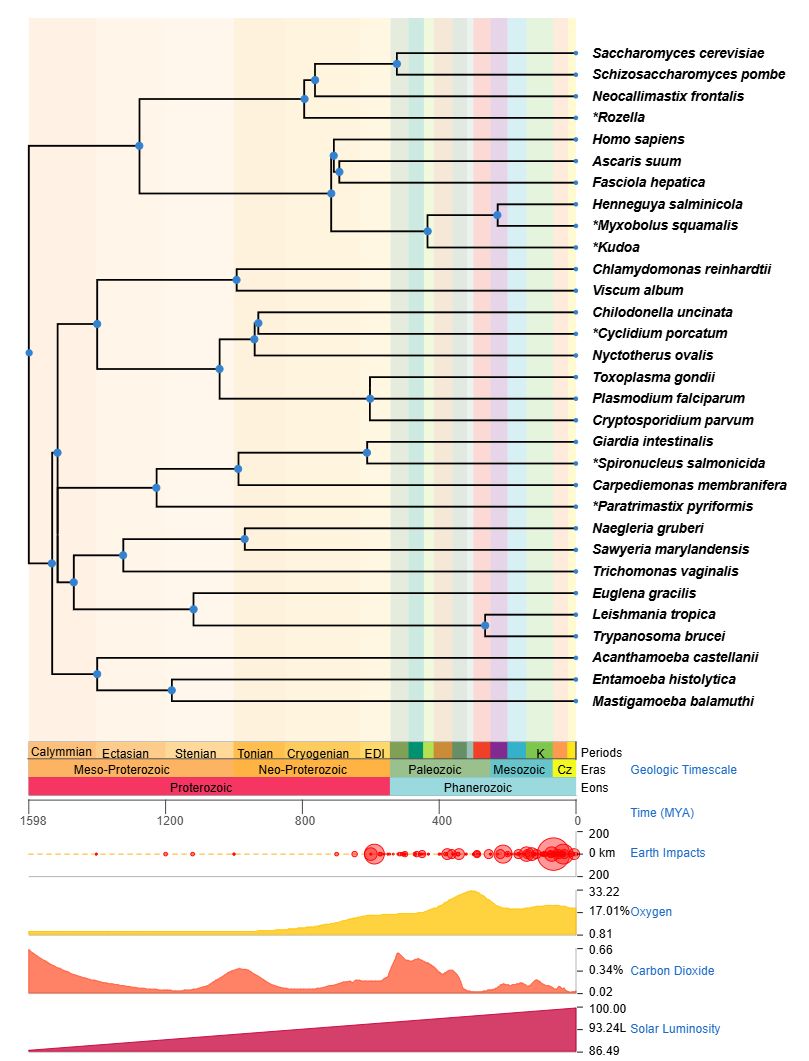 Saccharomyces cerevisiae
Schizosaccharomyces pombe
Neocallimastix frontalis
*Rozella
Homo sapiens
Ascaris suum
Fasciola hepatica
Henneguya salminicola
*Myxobolus squamalis
*Kudoa
Chlamydomonas reinhardtii
Viscum album
Chilodonella uncinata
*Cyclidium porcatum
Nyctotherus ovalis
Toxoplasma gondii
Plasmodium falciparum
Cryptosporidium parvum
Giardia intestinalis
*Spironucleus salmonicida
Carpediemonas membranifera
*Paratrimastix pyriformis
Naegleria gruberi
Sawyeria marylandensis
Trichomonas vaginalis
Euglena gracilis
Leishmania tropica
Trypanosoma brucei
Acanthamoeba castellanii
Entamoeba histolytica
Mastigamoeba balamuthi
Calymmian Ectasian Stenian Tonian Cryogenian EDI K Periods
Meso-Proterozoic Neo-Proterozoic Paleozoic Mesozoic Cz Eras Geologic Timescale
Proterozoic Phanerozoic Eons
1598 1200 800 400 0 Time (MYA)
200
0 km Earth Impacts
200
33.22
17.01% Oxygen
0.81
0.66
0.34% Carbon Dioxide
0.02
100.00
93.24L Solar Luminosity
86.49